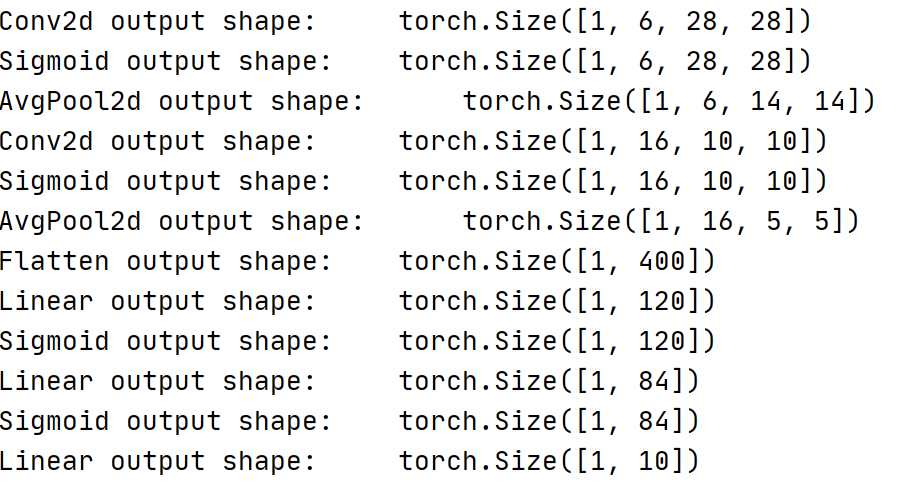 Conv2d output shape:     torch.Size([1, 6, 28, 28])
Sigmoid output shape:    torch.Size([1, 6, 28, 28])
AvgPool2d output shape:      torch.Size([1, 6, 14, 14])
Conv2d output shape:     torch.Size([1, 16, 10, 10])
Sigmoid output shape:    torch.Size([1, 16, 10, 10])
AvgPool2d output shape:      torch.Size([1, 16, 5, 5])
Flatten output shape:    torch.Size([1, 400])
Linear output shape:     torch.Size([1, 120])
Sigmoid output shape:    torch.Size([1, 120])
Linear output shape:     torch.Size([1, 84])
Sigmoid output shape:    torch.Size([1, 84])
Linear output shape:     torch.Size([1, 10])